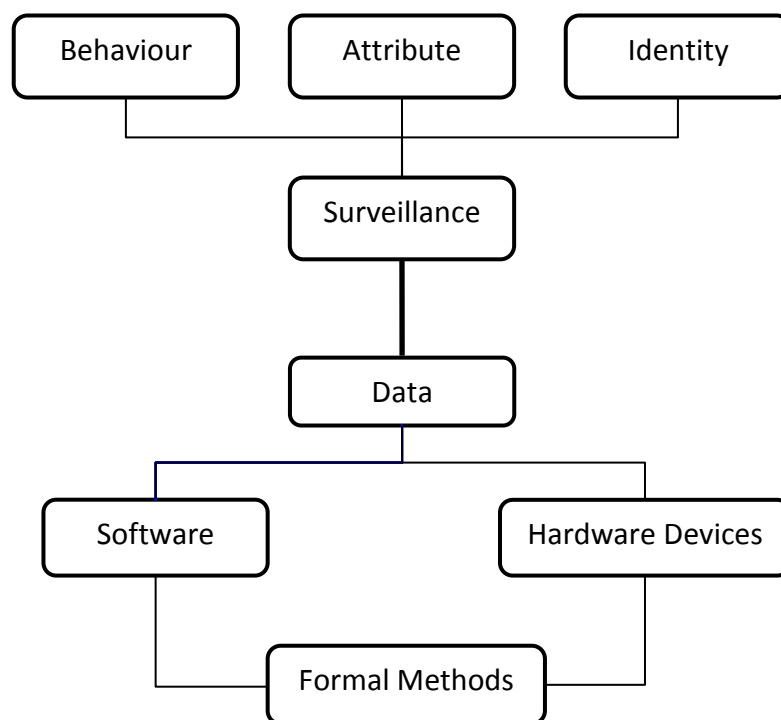 Behaviour
Attribute
Identity
Surveillance
Data
Software
Hardware Devices
Formal Methods